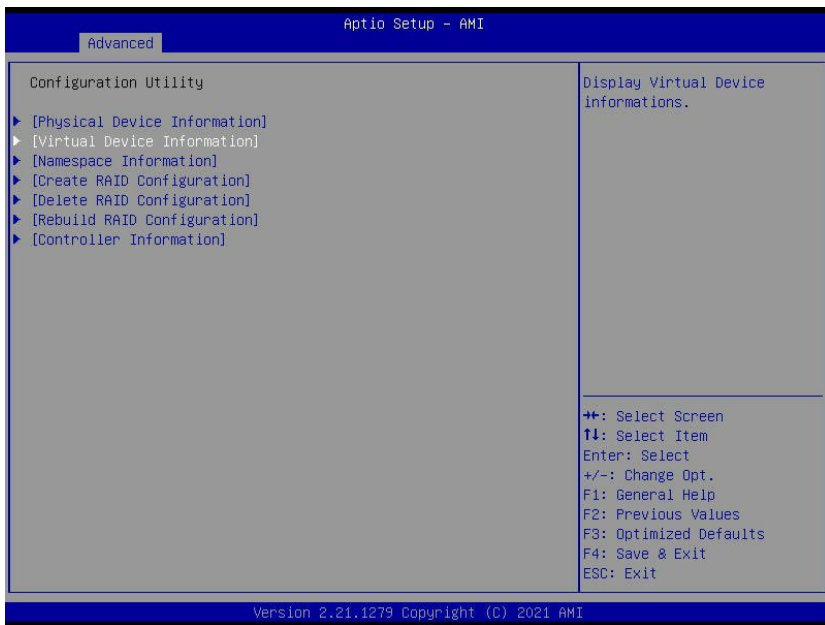 Aptio Setup – AMI
Advanced
Configuration Utility
▶ [Physical Device Information]
▶ [Virtual Device Information]
▶ [Namespace Information]
▶ [Create RAID Configuration]
▶ [Delete RAID Configuration]
▶ [Rebuild RAID Configuration]
▶ [Controller Information]
Display Virtual Device
informations.
→←: Select Screen
↑↓: Select Item
Enter: Select
+/-: Change Opt.
F1: General Help
F2: Previous Values
F3: Optimized Defaults
F4: Save & Exit
ESC: Exit
Version 2.21.1279 Copyright (C) 2021 AMI